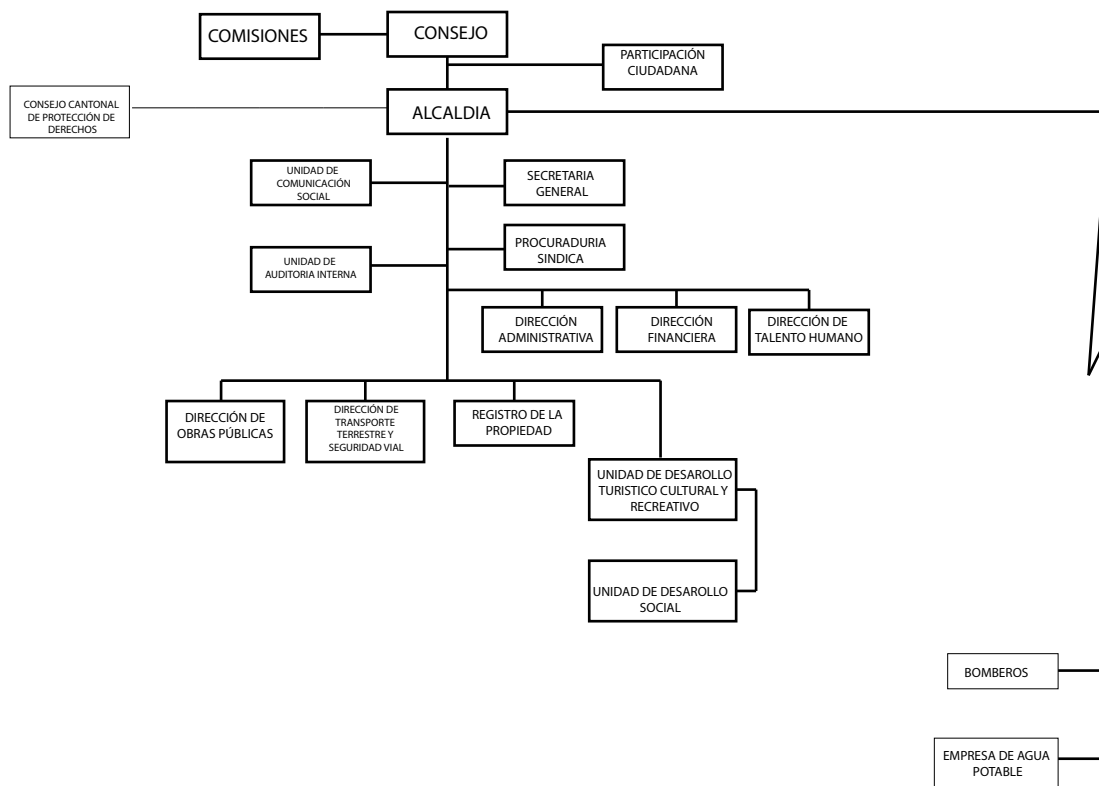 COMISIONES
CONSEJO
PARTICIPACIÓN
CIUDADANA
CONSEJO CANTONAL
DE PROTECCIÓN DE
DERECHOS
ALCALDIA
UNIDAD DE
COMUNICACIÓN
SOCIAL
SECRETARIA
GENERAL
UNIDAD DE
AUDITORIA INTERNA
PROCURADURIA
SINDICA
DIRECCIÓN
ADMINISTRATIVA
DIRECCIÓN
FINANCIERA
DIRECCIÓN DE
TALENTO HUMANO
DIRECCIÓN DE
OBRAS PÚBLICAS
DIRECCIÓN DE
TRANSPORTE
TERRESTRE Y
SEGURIDAD VIAL
REGISTRO DE LA
PROPIEDAD
UNIDAD DE DESAROLLO
TURISTICO CULTURAL Y
RECREATIVO
UNIDAD DE DESAROLLO
SOCIAL
BOMBEROS
EMPRESA DE AGUA
POTABLE